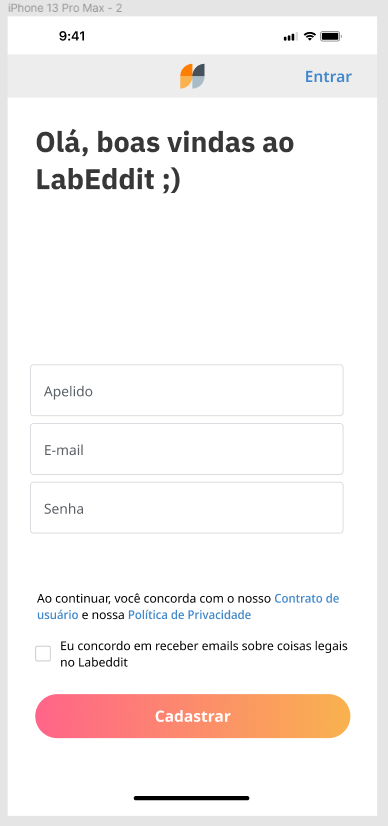 iPhone 13 Pro Max - 2
9:41
Entrar
Olá, boas vindas ao
LabEddit ;)
Apelido
E-mail
Senha
Ao continuar, você concorda com o nosso Contrato de
usuário e nossa Política de Privacidade
Eu concordo em receber emails sobre coisas legais
no Labeddit
Cadastrar